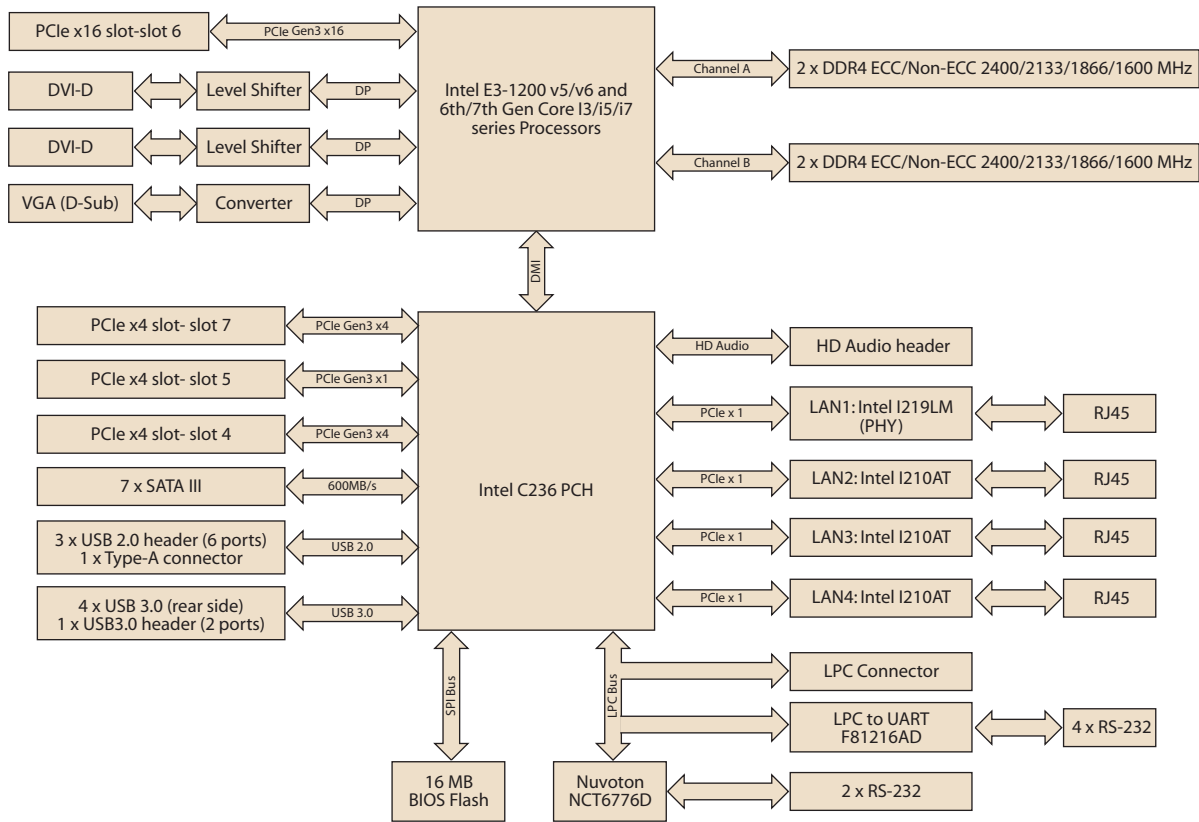 PCIe x16 slot-slot 6
PCIe Gen3 x16
DVI-D
Level Shifter
DP
DVI-D
Level Shifter
DP
VGA (D-Sub)
Converter
DP
Intel E3-1200 v5/v6 and
6th/7th Gen Core I3/i5/i7
series Processors
Channel A
2 x DDR4 ECC/Non-ECC 2400/2133/1866/1600 MHz
Channel B
2 x DDR4 ECC/Non-ECC 2400/2133/1866/1600 MHz
DMI
PCIe x4 slot- slot 7
PCIe Gen3 x4
PCIe x4 slot- slot 5
PCIe Gen3 x1
PCIe x4 slot- slot 4
PCIe Gen3 x4
7 x SATA III
600MB/s
3 x USB 2.0 header (6 ports)
1 x Type-A connector
USB 2.0
4 x USB 3.0 (rear side)
1 x USB3.0 header (2 ports)
USB 3.0
Intel C236 PCH
HD Audio
HD Audio header
PCIe x 1
LAN1: Intel I219LM
(PHY)
RJ45
PCIe x 1
LAN2: Intel I210AT
RJ45
PCIe x 1
LAN3: Intel I210AT
RJ45
PCIe x 1
LAN4: Intel I210AT
RJ45
SPI Bus
LPC Bus
LPC Connector
LPC to UART
F81216AD
4 x RS-232
16 MB
BIOS Flash
Nuvoton
NCT6776D
2 x RS-232